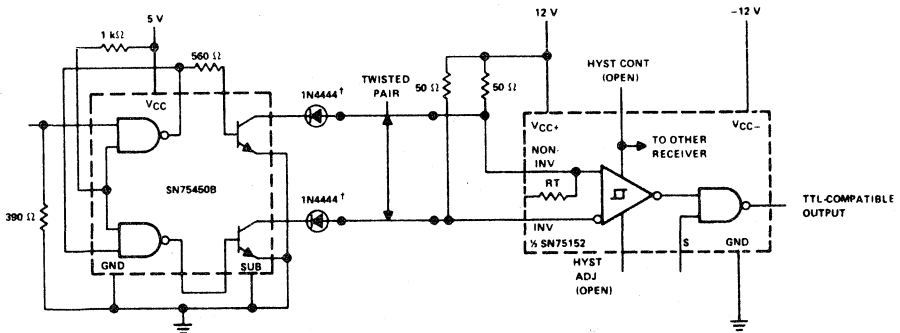 5 V
12 V
–12 V
1 kΩ
560 Ω
HYST CONT
(OPEN)
TWISTED
PAIR
50 Ω
50 Ω
1N4444†
VCC
VCC+
VCC–
TO OTHER
RECEIVER
NON-
INV
RT
SN75450B
1N4444†
390 Ω
TTL-COMPATIBLE
OUTPUT
INV
½ SN75152
S
GND
GND
SUB
HYST
ADJ
(OPEN)